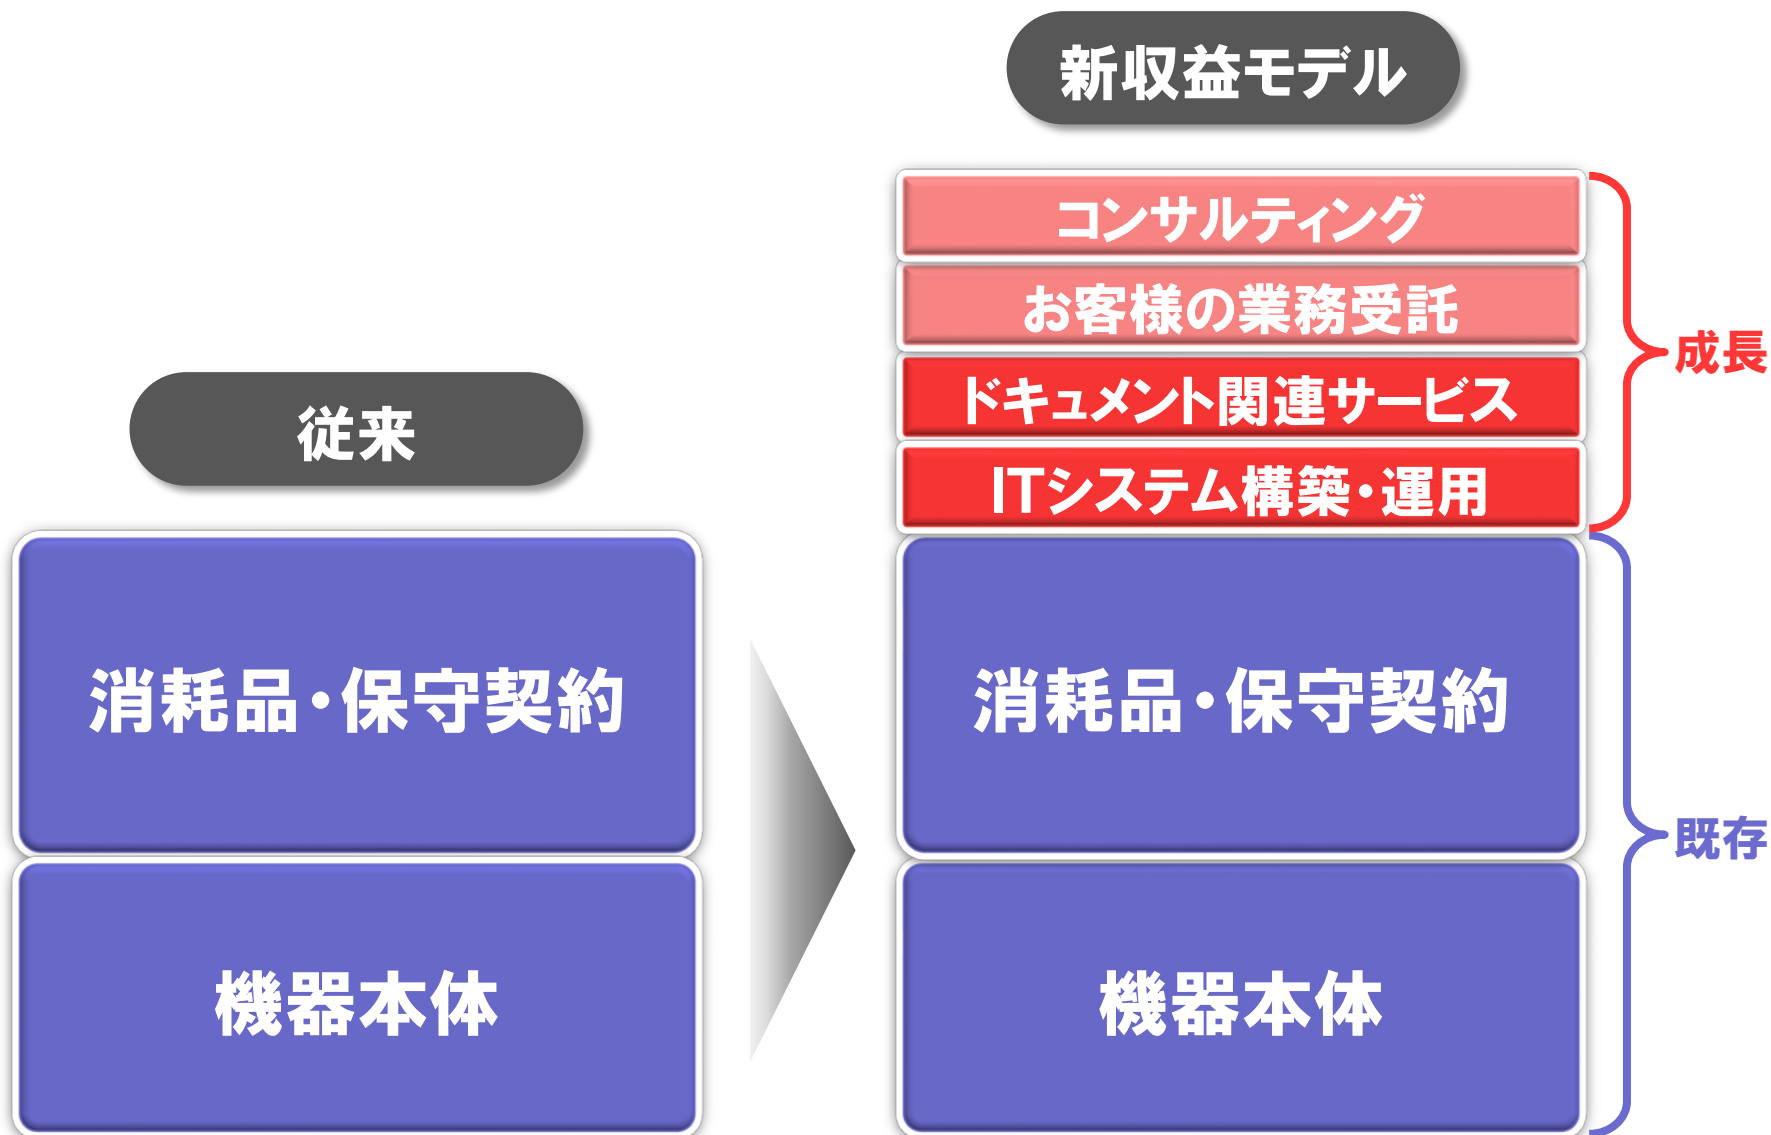 新収益モデル
コンサルティング
お客様の業務受託
ドキュメント関連サービス
ITシステム構築・運用
成長
従来
消耗品・保守契約
機器本体
消耗品・保守契約
機器本体
既存